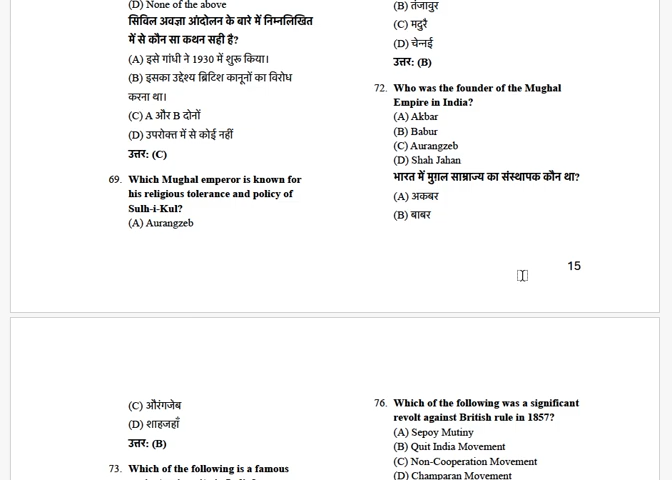 (D) None of the above
सिविल अवज्ञा आंदोलन के बारे में निम्नलिखित
में से कौन सा कथन सही है?
(A) इसे गांधी ने 1930 में शुरू किया।
(B) इसका उद्देश्य ब्रिटिश कानूनों का विरोध
करना था।
(C) A और B दोनों
(D) उपरोक्त में से कोई नहीं
उत्तर: (C)
69. Which Mughal emperor is known for
his religious tolerance and policy of
Sulh-i-Kul?
(A) Aurangzeb
(B) तंजावुर
(C) मदुरै
(D) चेन्नई
उत्तर: (B)
72. Who was the founder of the Mughal
Empire in India?
(A) Akbar
(B) Babur
(C) Aurangzeb
(D) Shah Jahan
भारत में मुग़ल साम्राज्य का संस्थापक कौन था?
(A) अकबर
(B) बाबर
15
(C) औरंगजेब
(D) शाहजहाँ
उत्तर: (B)
73. Which of the following is a famous
76. Which of the following was a significant
revolt against British rule in 1857?
(A) Sepoy Mutiny
(B) Quit India Movement
(C) Non-Cooperation Movement
(D) Champaran Movement